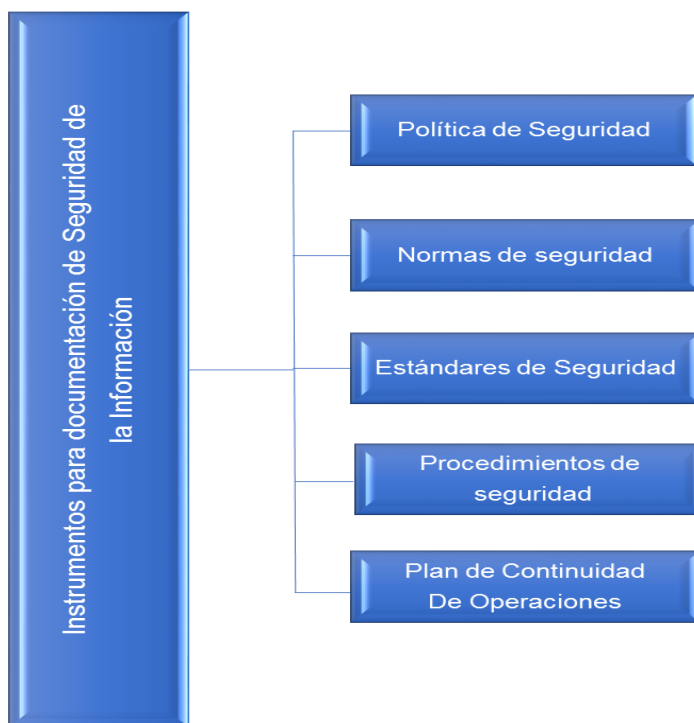 Instrumentos para documentación de Seguridad de
la Información
Política de Seguridad
Normas de seguridad
Estándares de Seguridad
Procedimientos de
seguridad
Plan de Continuidad
De Operaciones